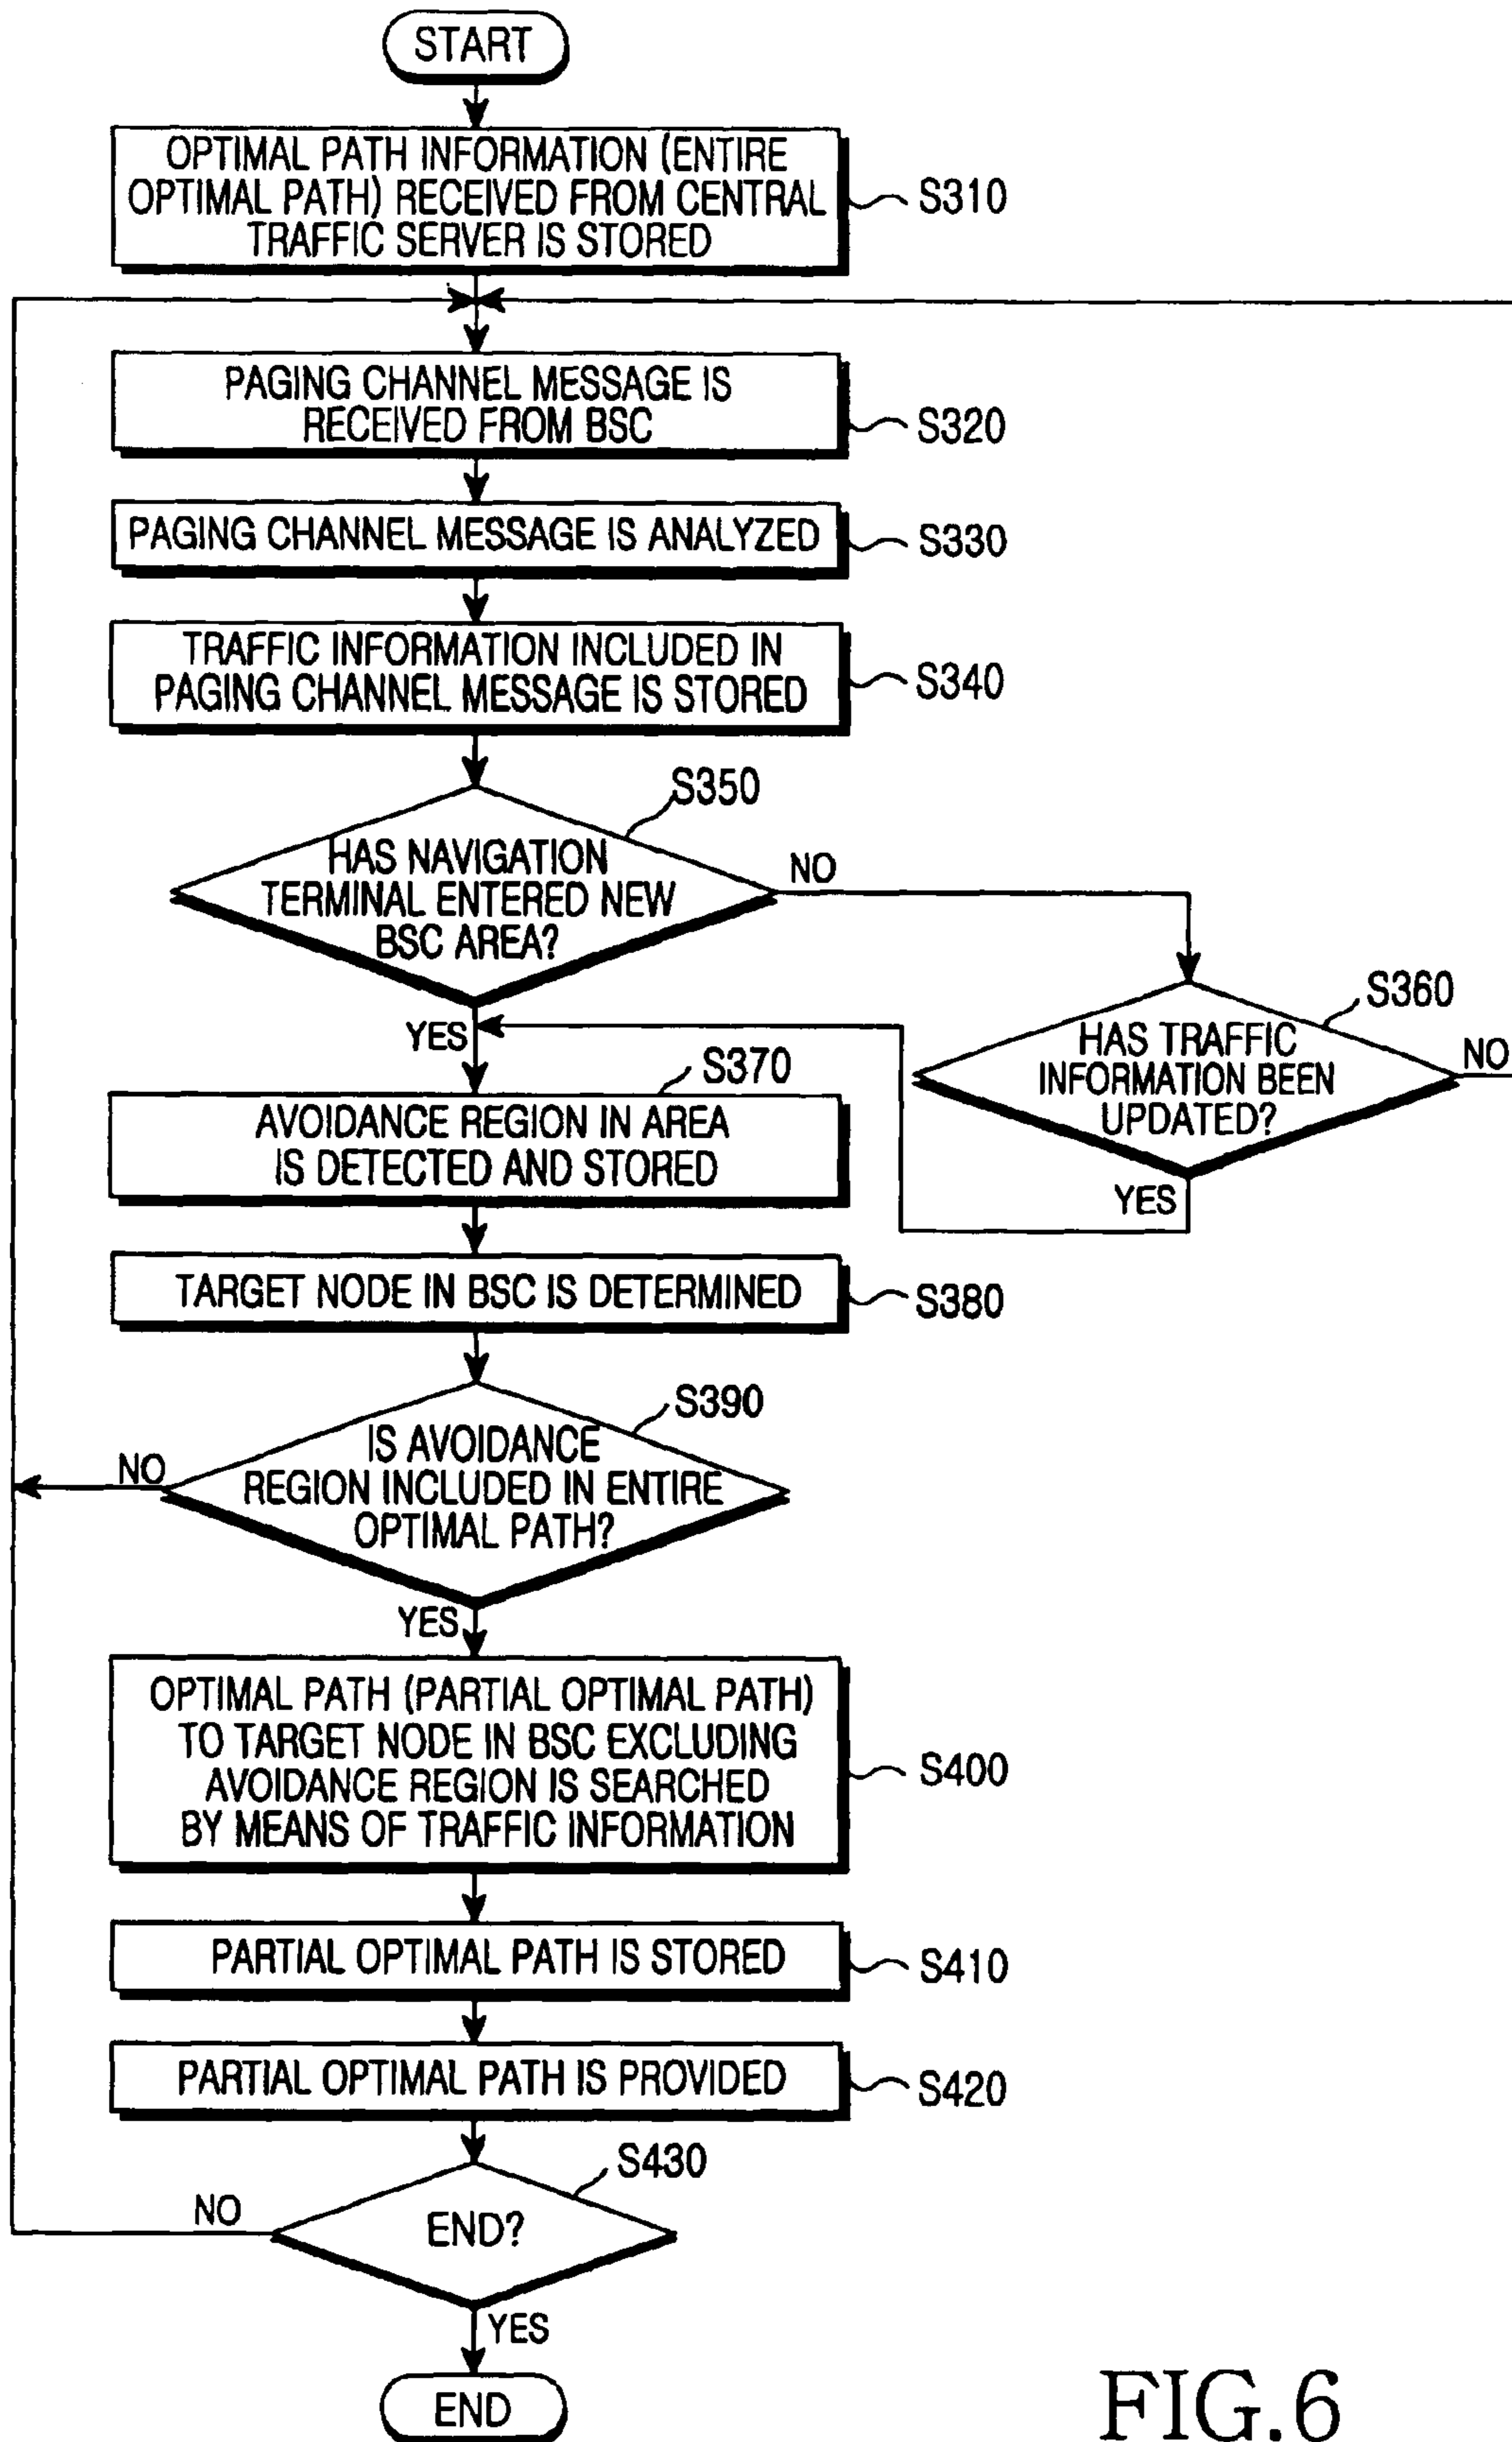 START
OPTIMAL PATH INFORMATION (ENTIRE
OPTIMAL PATH) RECEIVED FROM CENTRAL
TRAFFIC SERVER IS STORED
S310
PAGING CHANNEL MESSAGE IS
RECEIVED FROM BSC
S320
PAGING CHANNEL MESSAGE IS ANALYZED
S330
TRAFFIC INFORMATION INCLUDED IN
PAGING CHANNEL MESSAGE IS STORED
S340
S350
HAS NAVIGATION
TERMINAL ENTERED NEW
BSC AREA?
NO
YES
S360
HAS TRAFFIC
INFORMATION BEEN
UPDATED?
NO
YES
S370
AVOIDANCE REGION IN AREA
IS DETECTED AND STORED
TARGET NODE IN BSC IS DETERMINED
S380
S390
IS AVOIDANCE
REGION INCLUDED IN ENTIRE
OPTIMAL PATH?
NO
YES
OPTIMAL PATH (PARTIAL OPTIMAL PATH)
TO TARGET NODE IN BSC EXCLUDING
AVOIDANCE REGION IS SEARCHED
BY MEANS OF TRAFFIC INFORMATION
S400
PARTIAL OPTIMAL PATH IS STORED
S410
PARTIAL OPTIMAL PATH IS PROVIDED
S420
S430
END?
NO
YES
END
FIG.6